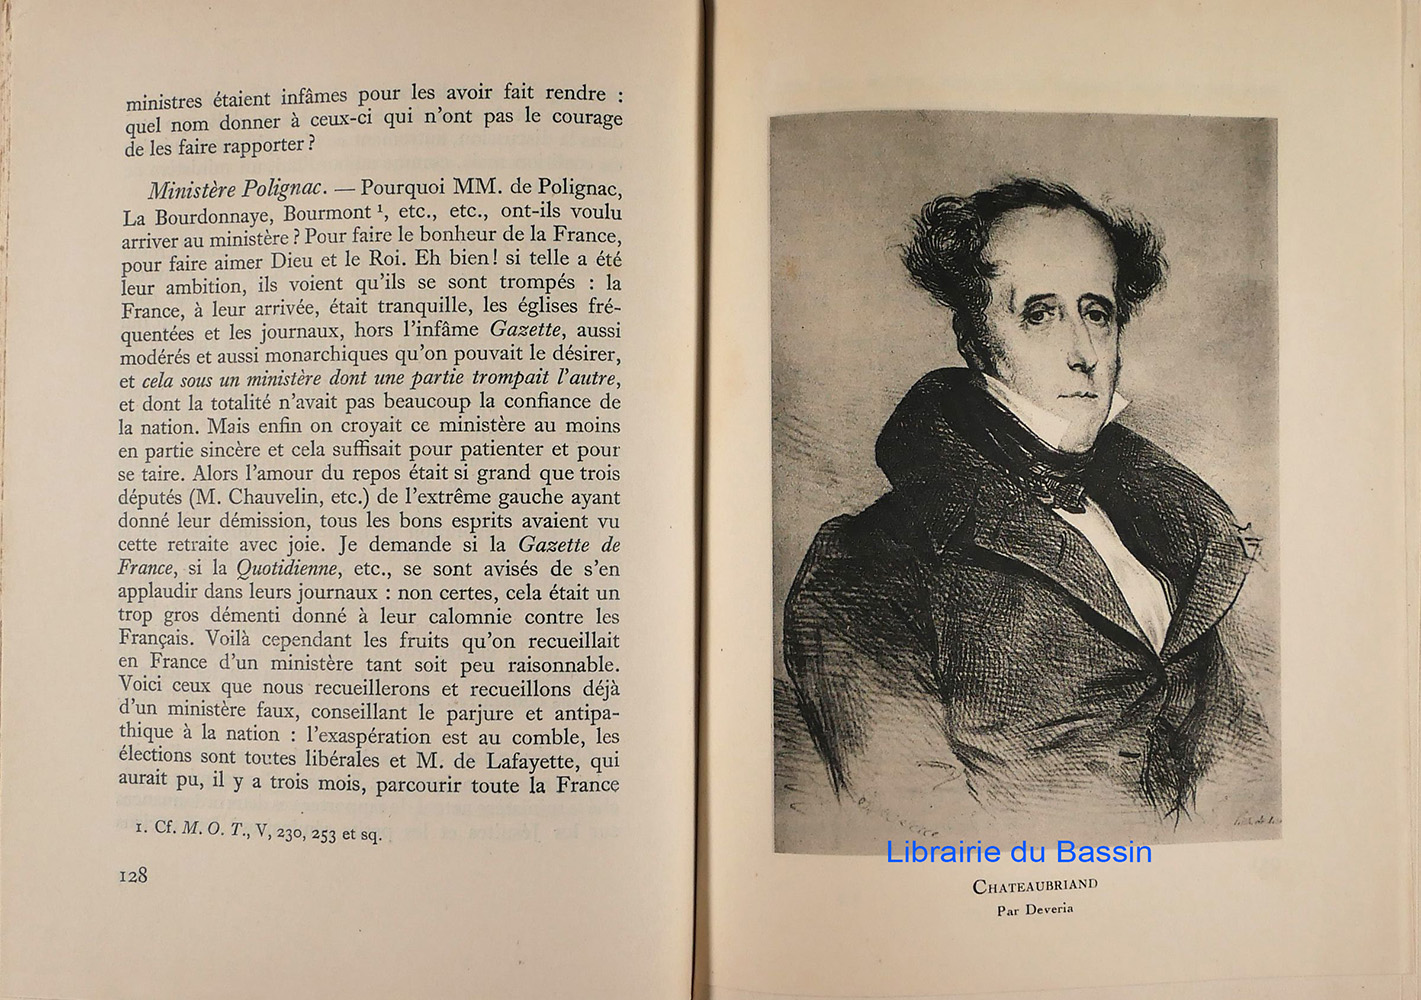 ministres étaient infâmes pour les avoir fait rendre :
quel nom donner à ceux-ci qui n'ont pas le courage
de les faire rapporter ?
Ministère Polignac. — Pourquoi MM. de Polignac,
La Bourdonnaye, Bourmont ¹, etc., etc., ont-ils voulu
arriver au ministère ? Pour faire le bonheur de la France,
pour faire aimer Dieu et le Roi. Eh bien! si telle a été
leur ambition, ils voient qu'ils se sont trompés : la
France, à leur arrivée, était tranquille, les églises fré-
quentées et les journaux, hors l'infâme Gazette, aussi
modérés et aussi monarchiques qu'on pouvait le désirer,
et cela sous un ministère dont une partie trompait l'autre,
et dont la totalité n'avait pas beaucoup la confiance de
la nation. Mais enfin on croyait ce ministère au moins
en partie sincère et cela suffisait pour patienter et pour
se taire. Alors l'amour du repos était si grand que trois
députés (M. Chauvelin, etc.) de l'extrême gauche ayant
donné leur démission, tous les bons esprits avaient vu
cette retraite avec joie. Je demande si la Gazette de
France, si la Quotidienne, etc., se sont avisés de s'en
applaudir dans leurs journaux : non certes, cela était un
trop gros démenti donné à leur calomnie contre les
Français. Voilà cependant les fruits qu'on recueillait
en France d'un ministère tant soit peu raisonnable.
Voici ceux que nous recueillerons et recueillons déjà
d'un ministère faux, conseillant le parjure et antipa-
thique à la nation : l'exaspération est au comble, les
élections sont toutes libérales et M. de Lafayette, qui
aurait pu, il y a trois mois, parcourir toute la France
1. Cf. M. O. T., V, 230, 253 et sq.
128
Librairie du Bassin
CHATEAUBRIAND
Par Deveria